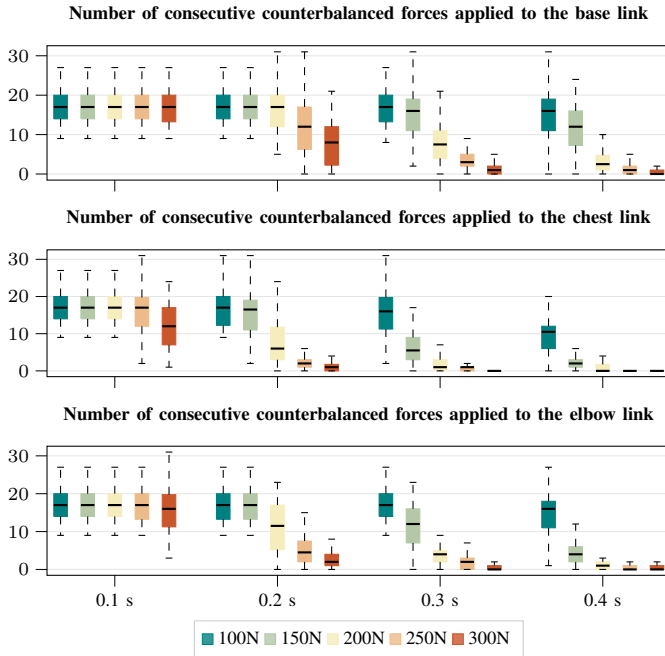 Number of consecutive counterbalanced forces applied to the base link
30
20
10
0
Number of consecutive counterbalanced forces applied to the chest link
30
20
10
0
Number of consecutive counterbalanced forces applied to the elbow link
30
20
10
0
0.1 s 0.2 s 0.3 s 0.4 s
100N 150N 200N 250N 300N